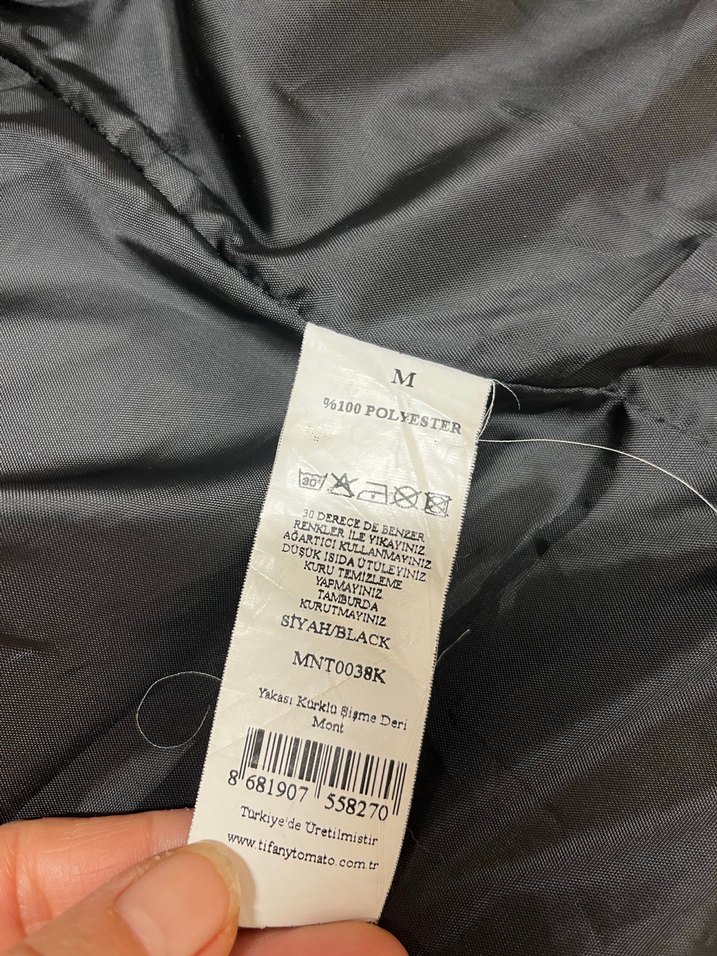 M
%100 POLYESTER
30°
30 DERECE DE BENZER
RENKLER İLE YIKAYINIZ
AĞARTICI KULLANMAYINIZ
DÜŞÜK ISIDA ÜTÜLEYİNİZ
KURU TEMİZLEME
YAPMAYINIZ.
TAMBURDA
KURUTMAYINIZ.
SİYAH/BLACK
MNT0038K
Yakası Kürklü Şişme Deri
Mont
8 681907 558270
Türkiye'de Üretilmistir
www.tifanytomato.com.tr